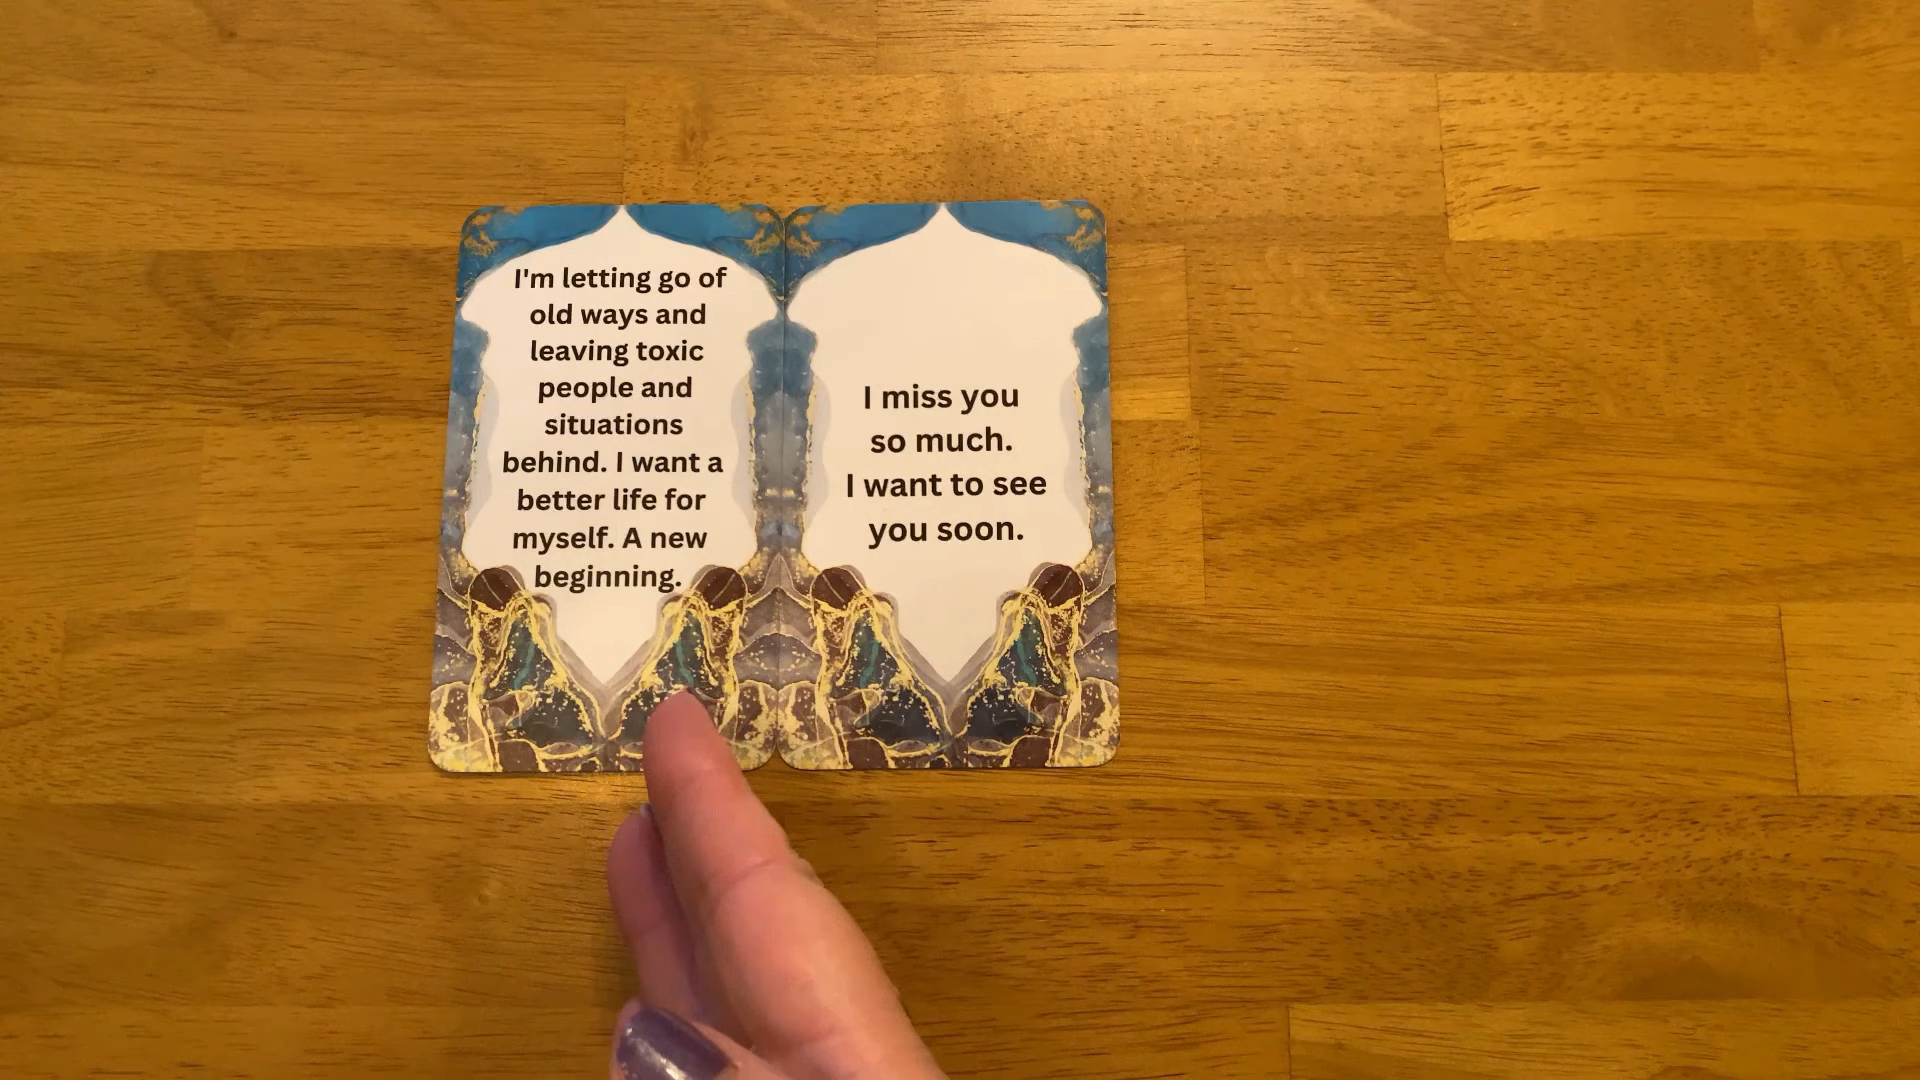 I'm letting go of
old ways and
leaving toxic
people and
situations
behind. I want a
better life for
myself. A new
beginning.
I miss you
so much.
I want to see
you soon.